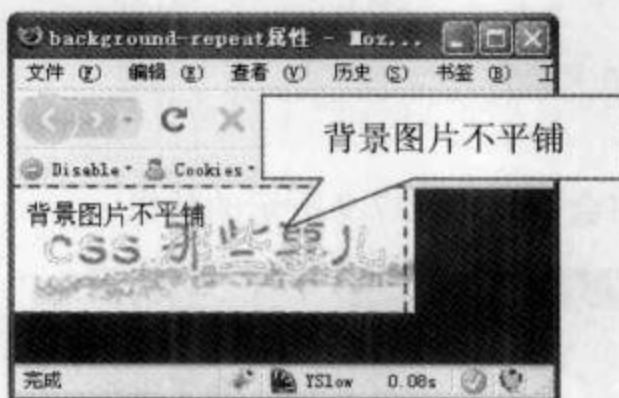 background-repeat属性 - Moz...
文件 (F) 编辑 (E) 查看 (V) 历史 (S) 书签 (B) 工
背景图片不平铺
Disable Cookies
背景图片不平铺
CSS 那些事儿
完成 YSlow 0.08s